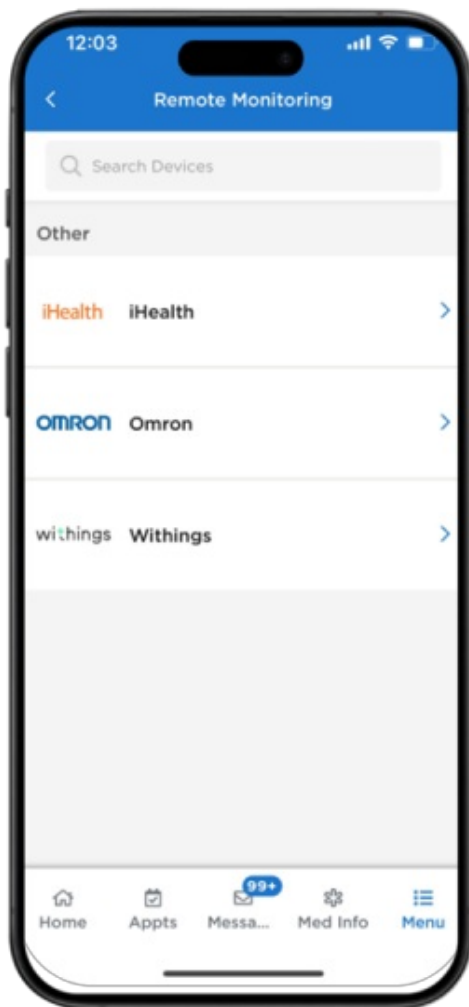 12:03
Remote Monitoring
Search Devices
Other
iHealth iHealth
OMRON Omron
withings Withings
99+
Home Appts Messa... Med Info Menu